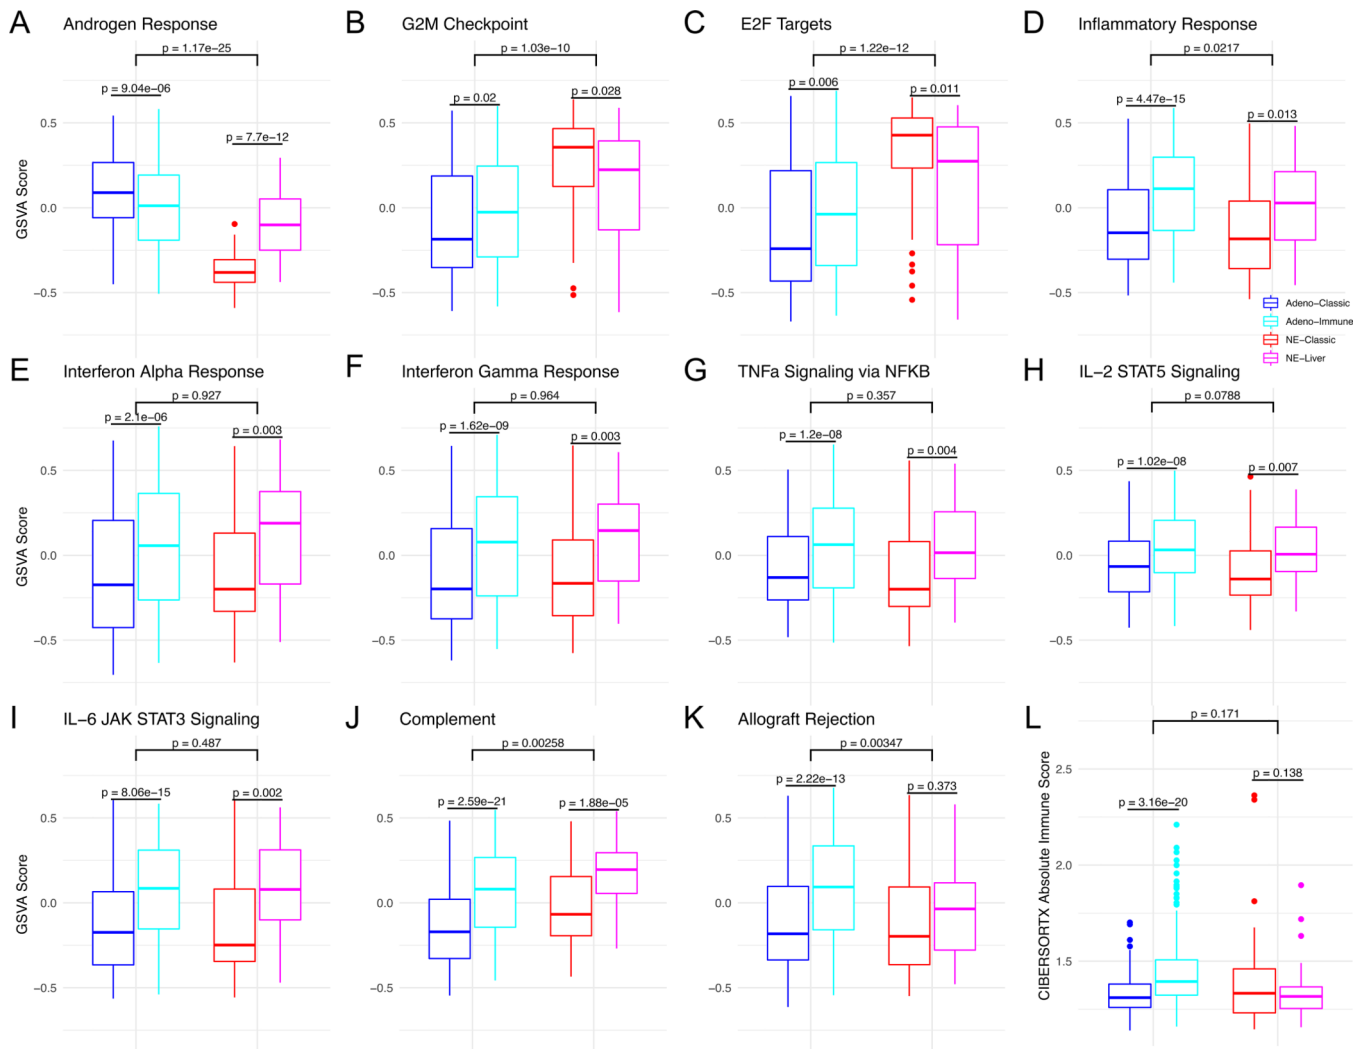 A Androgen Response
p = 1.17e−25
p = 9.04e−06
p = 7.7e−12
GSVA Score
0.5
0.0
−0.5
B G2M Checkpoint
p = 1.03e−10
p = 0.02
p = 0.028
C E2F Targets
p = 1.22e−12
p = 0.006
p = 0.011
D Inflammatory Response
p = 0.0217
p = 4.47e−15
p = 0.013
0.5
0.0
−0.5
Adeno−Classic
Adeno−Immune
NE−Classic
NE−Liver
E Interferon Alpha Response
p = 0.927
p = 2.1e−06
p = 0.003
GSVA Score
0.5
0.0
−0.5
F Interferon Gamma Response
p = 0.964
p = 1.62e−09
p = 0.003
G TNFa Signaling via NFKB
p = 0.357
p = 1.2e−08
p = 0.004
H IL−2 STAT5 Signaling
p = 0.0788
p = 1.02e−08
p = 0.007
0.5
0.0
−0.5
I IL−6 JAK STAT3 Signaling
p = 0.487
p = 8.06e−15
p = 0.002
GSVA Score
0.5
0.0
−0.5
J Complement
p = 0.00258
p = 2.59e−21
p = 1.88e−05
K Allograft Rejection
p = 0.00347
p = 2.22e−13
p = 0.373
L
p = 0.171
p = 3.16e−20
p = 0.138
CIBERSORTX Absolute Immune Score
2.5
2.0
1.5
0.5
0.0
−0.5
0.5
0.0
−0.5
0.5
0.0
−0.5
0.5
0.0
−0.5
0.5
0.0
−0.5
0.5
0.0
−0.5